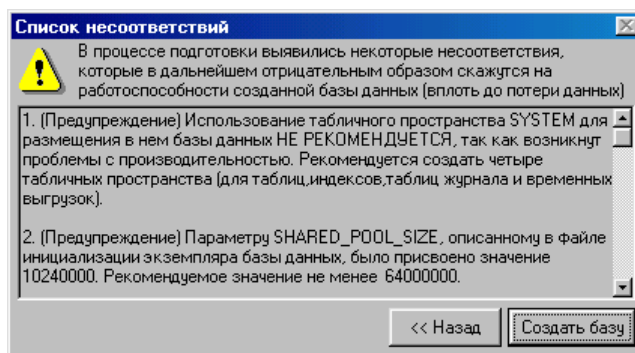 Список несоответствий
В процессе подготовки выявились некоторые несоответствия,
которые в дальнейшем отрицательным образом скажутся на
работоспособности созданной базы данных (вплоть до потери данных)
1. (Предупреждение) Использование табличного пространства SYSTEM для
размещения в нем базы данных НЕ РЕКОМЕНДУЕТСЯ, так как возникнут
проблемы с производительностью. Рекомендуется создать четыре
табличных пространства (для таблиц,индексов,таблиц журнала и временных
выгрузок).
2. (Предупреждение) Параметру SHARED_POOL_SIZE, описанному в файле
инициализации экземпляра базы данных, было присвоено значение
10240000. Рекомендуемое значение не менее 64000000.
<< Назад
Создать базу